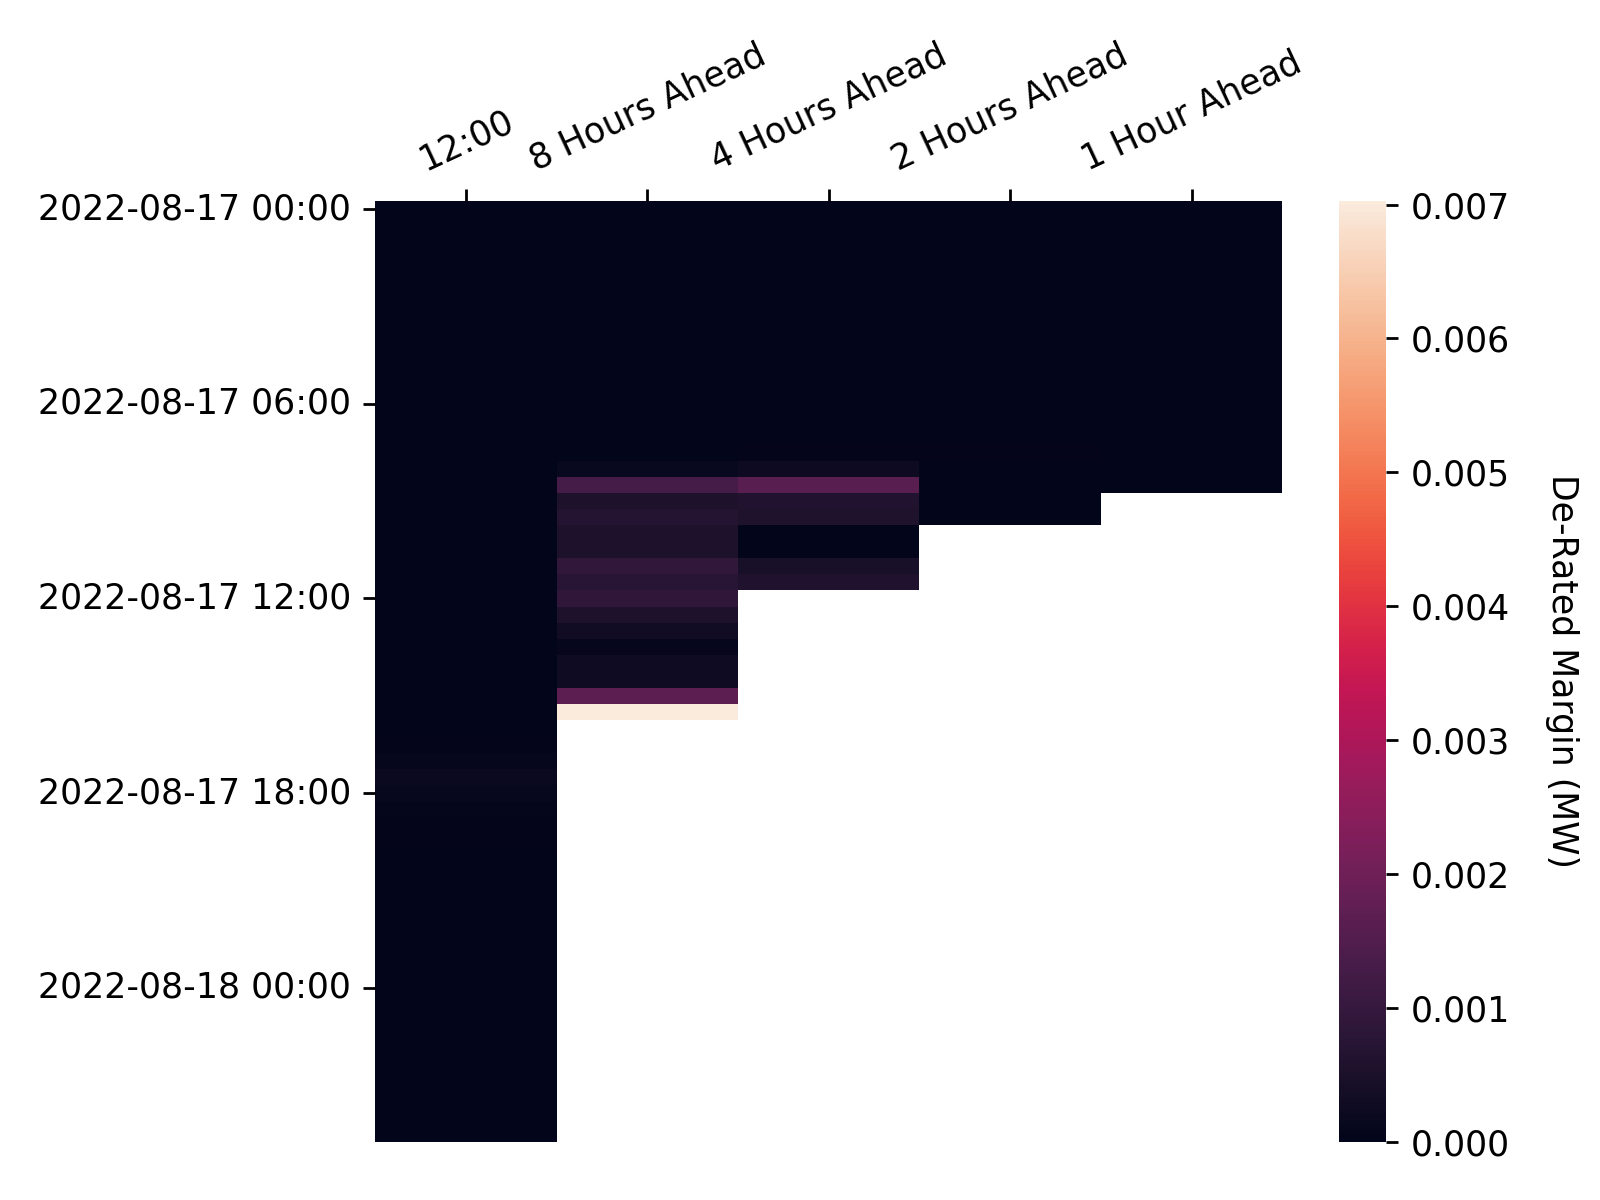 12:00
8 Hours Ahead
4 Hours Ahead
2 Hours Ahead
1 Hour Ahead
2022-08-17 00:00
2022-08-17 06:00
2022-08-17 12:00
2022-08-17 18:00
2022-08-18 00:00
0.007
0.006
0.005
0.004
0.003
0.002
0.001
0.000
De-Rated Margin (MW)